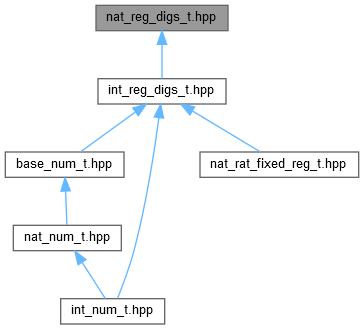 nat_reg_digs_t.hpp
int_reg_digs_t.hpp
base_num_t.hpp
nat_rat_fixed_reg_t.hpp
nat_num_t.hpp
int_num_t.hpp